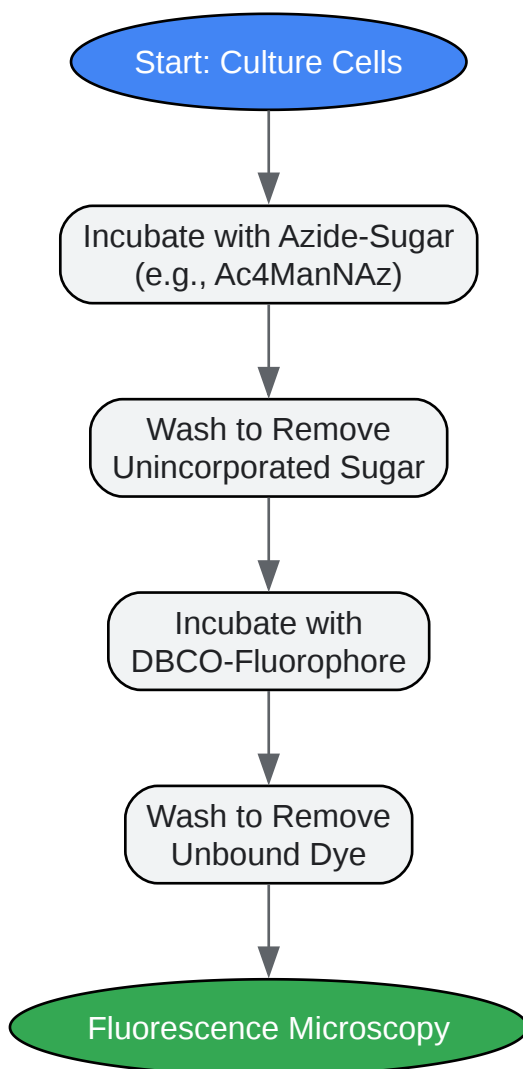 Start: Culture Cells
Incubate with Azide-Sugar
(e.g., Ac4ManNAz)
Wash to Remove
Unincorporated Sugar
Incubate with
DBCO-Fluorophore
Wash to Remove
Unbound Dye
Fluorescence Microscopy